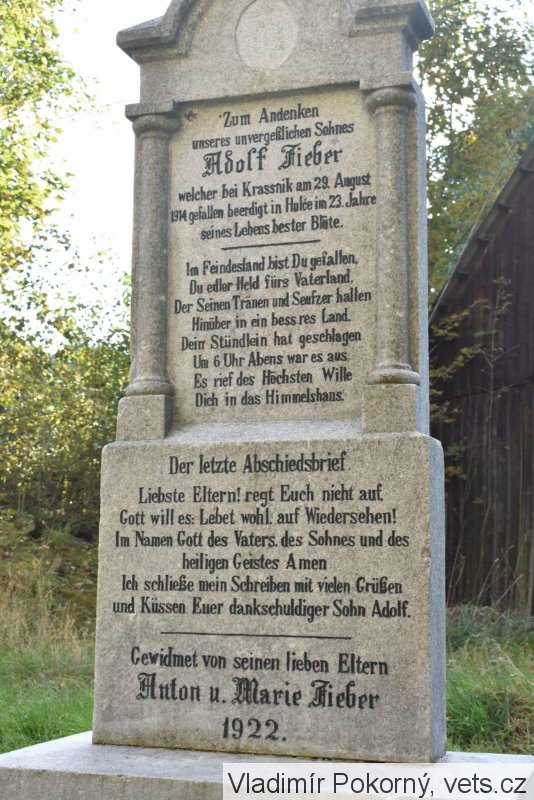 Zum Andenken
unseres unvergeßlichen Sohnes
Adolf Fieber
welcher bei Krassnik am 29. August
1914 gefallen beerdigt in Hulće im 23. Jahre
seines Lebens bester Blüte.
Im Feindesland bist Du gefallen,
Du edler Held fürs Vaterland,
Der Seinen Tränen und Seufzer hallen
Hinüber in ein bess'res Land.
Dein Stündlein hat geschlagen
Um 6 Uhr Abens war es aus
Es rief des Höchsten Wille
Dich in das Himmelshaus.
Der letzte Abschiedsbrief
Liebste Eltern! regt Euch nicht auf,
Gott will es: Lebet wohl, auf Wiedersehen!
Im Namen Gott des Vaters, des Sohnes und des
heiligen Geistes Amen
Ich schließe mein Schreiben mit vielen Grüßen
und Küssen Euer dankschuldiger Sohn Adolf.
Gewidmet von seinen lieben Eltern
Anton u. Marie Fieber
1922.
Vladimír Pokorný, vets.cz